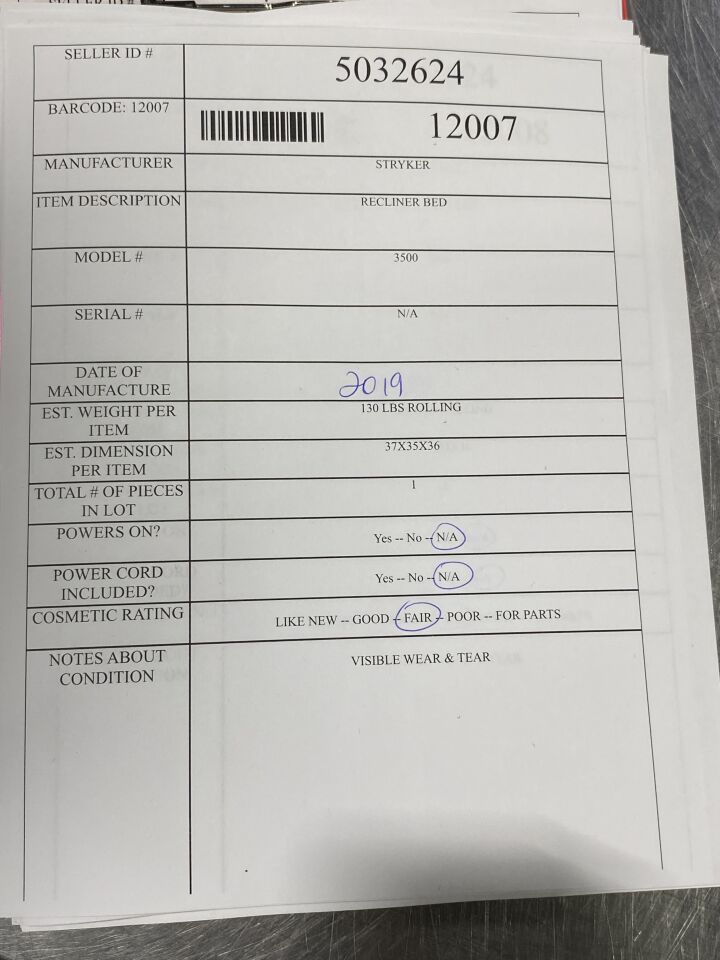 SELLER ID #
5032624
BARCODE: 12007
12007
MANUFACTURER
STRYKER
ITEM DESCRIPTION
RECLINER BED
MODEL #
3500
SERIAL #
N/A
DATE OF
MANUFACTURE
2019
EST. WEIGHT PER
ITEM
130 LBS ROLLING
EST. DIMENSION
PER ITEM
37X35X36
TOTAL # OF PIECES
IN LOT
1
POWERS ON?
Yes -- No -- N/A
POWER CORD
INCLUDED?
Yes -- No -- N/A
COSMETIC RATING
LIKE NEW -- GOOD -- FAIR -- POOR -- FOR PARTS
NOTES ABOUT
CONDITION
VISIBLE WEAR & TEAR